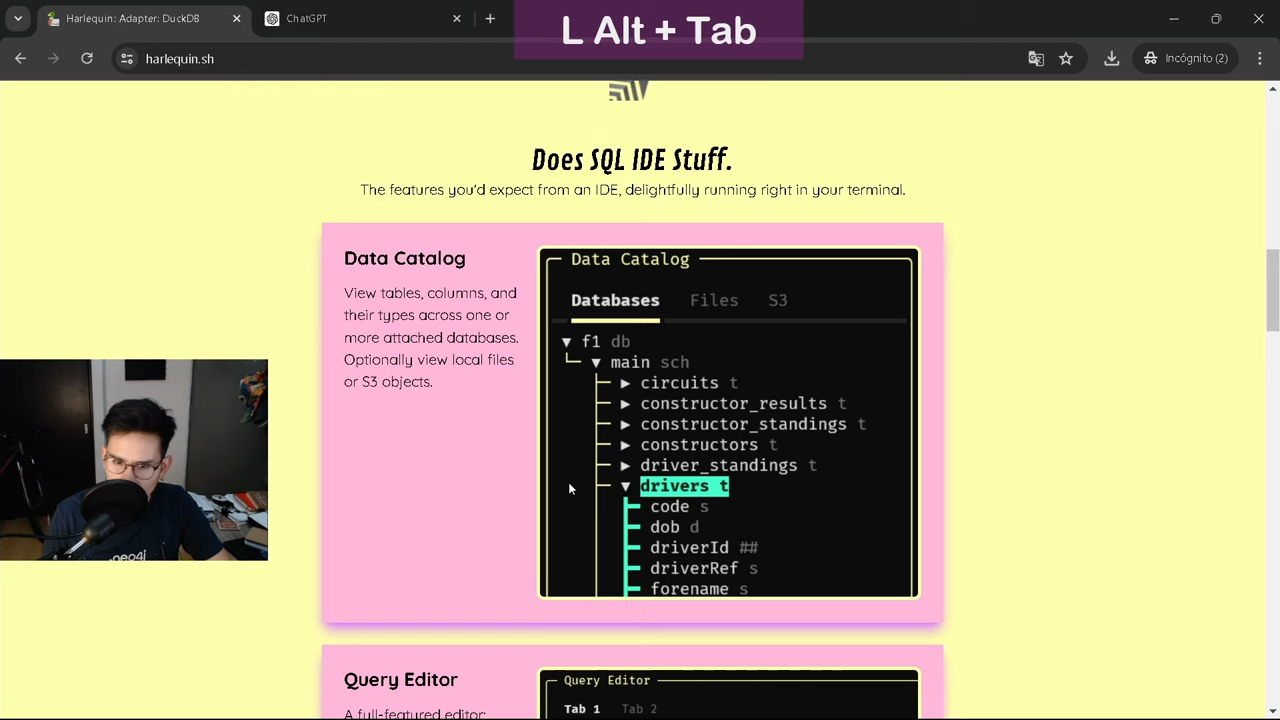 L Alt + Tab
Harlequin: Adapter: DuckDB
ChatGPT
harlequin.sh
Incógnito (2)
Does SQL IDE Stuff.
The features you'd expect from an IDE, delightfully running right in your terminal.
Data Catalog
View tables, columns, and
their types across one or
more attached databases.
Optionally view local files
or S3 objects.
Data Catalog
Databases Files S3
▼ f1 db
▼ main sch
▶ circuits t
▶ constructor_results t
▶ constructor_standings t
▶ constructors t
▶ driver_standings t
▼ drivers t
code s
dob d
driverId ##
driverRef s
forename s
neo4j
Query Editor
A full-featured editor:
Query Editor
Tab 1 Tab 2